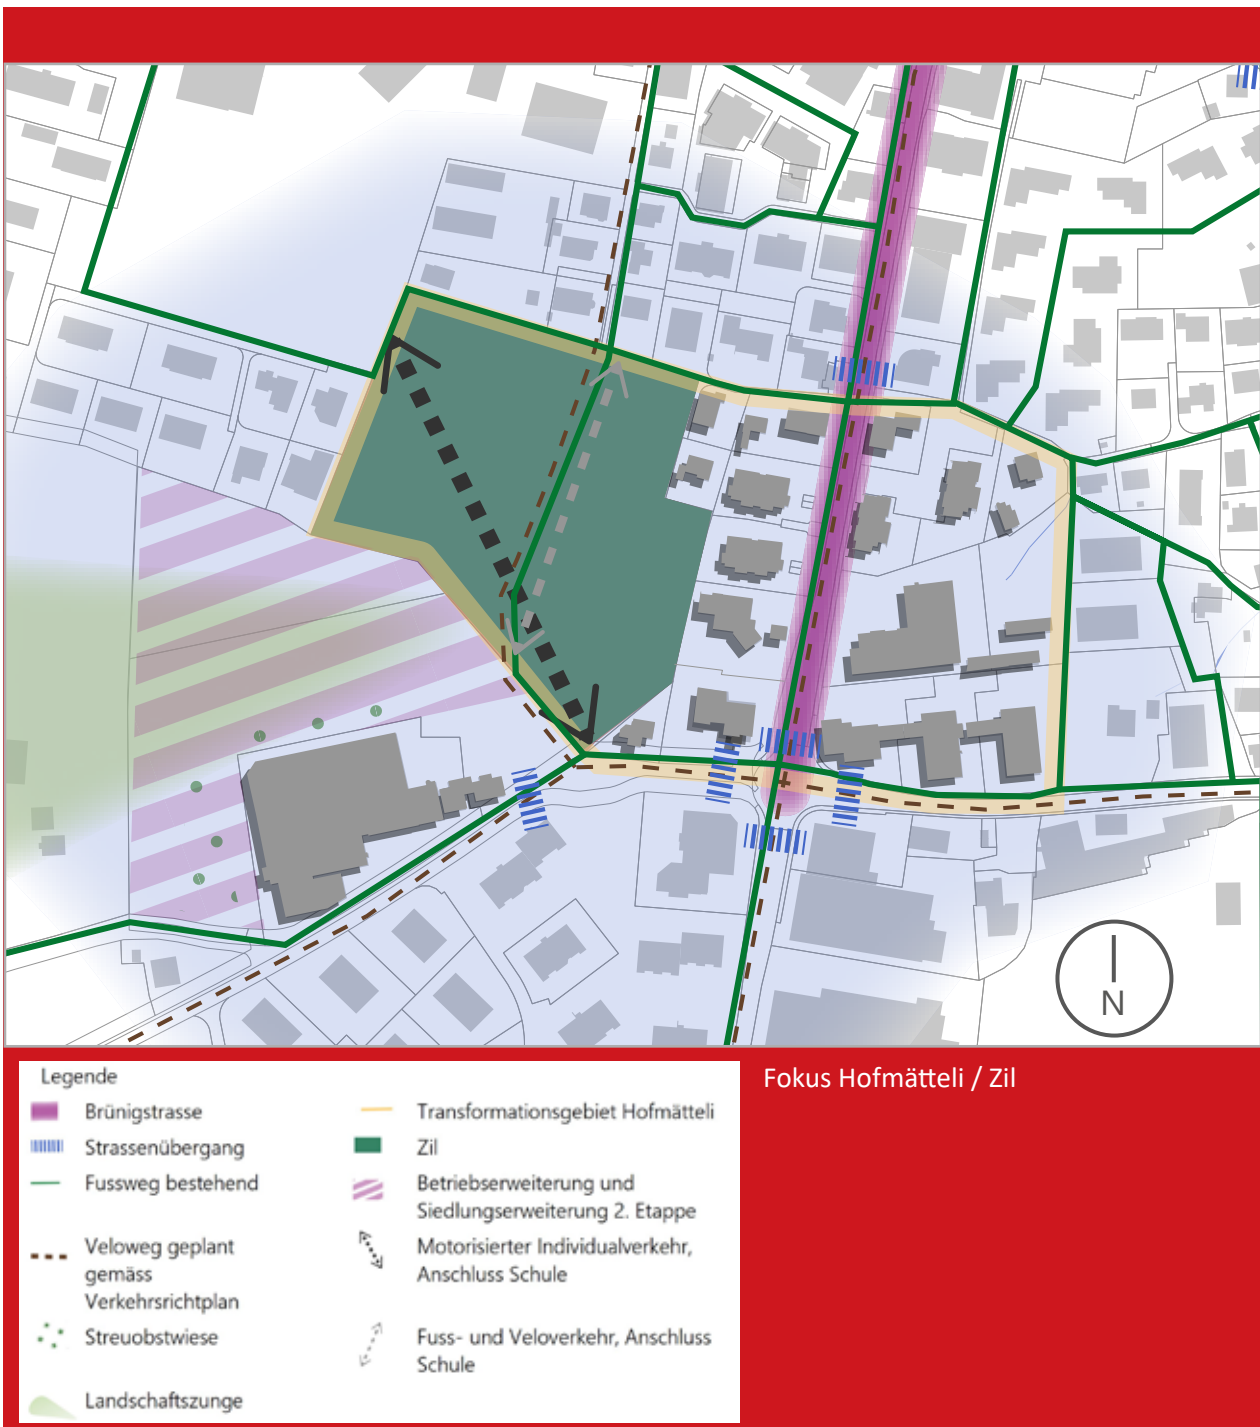 N
Fokus Hofmätteli / Zil
Legende
Brünigstrasse
Strassenübergang
Fussweg bestehend
Veloweg geplant
gemäss
Verkehrsrichtplan
Streuobstwiese
Landschaftszunge
Transformationsgebiet Hofmätteli
Zil
Betriebserweiterung und
Siedlungserweiterung 2. Etappe
Motorisierter Individualverkehr,
Anschluss Schule
Fuss- und Veloverkehr, Anschluss
Schule